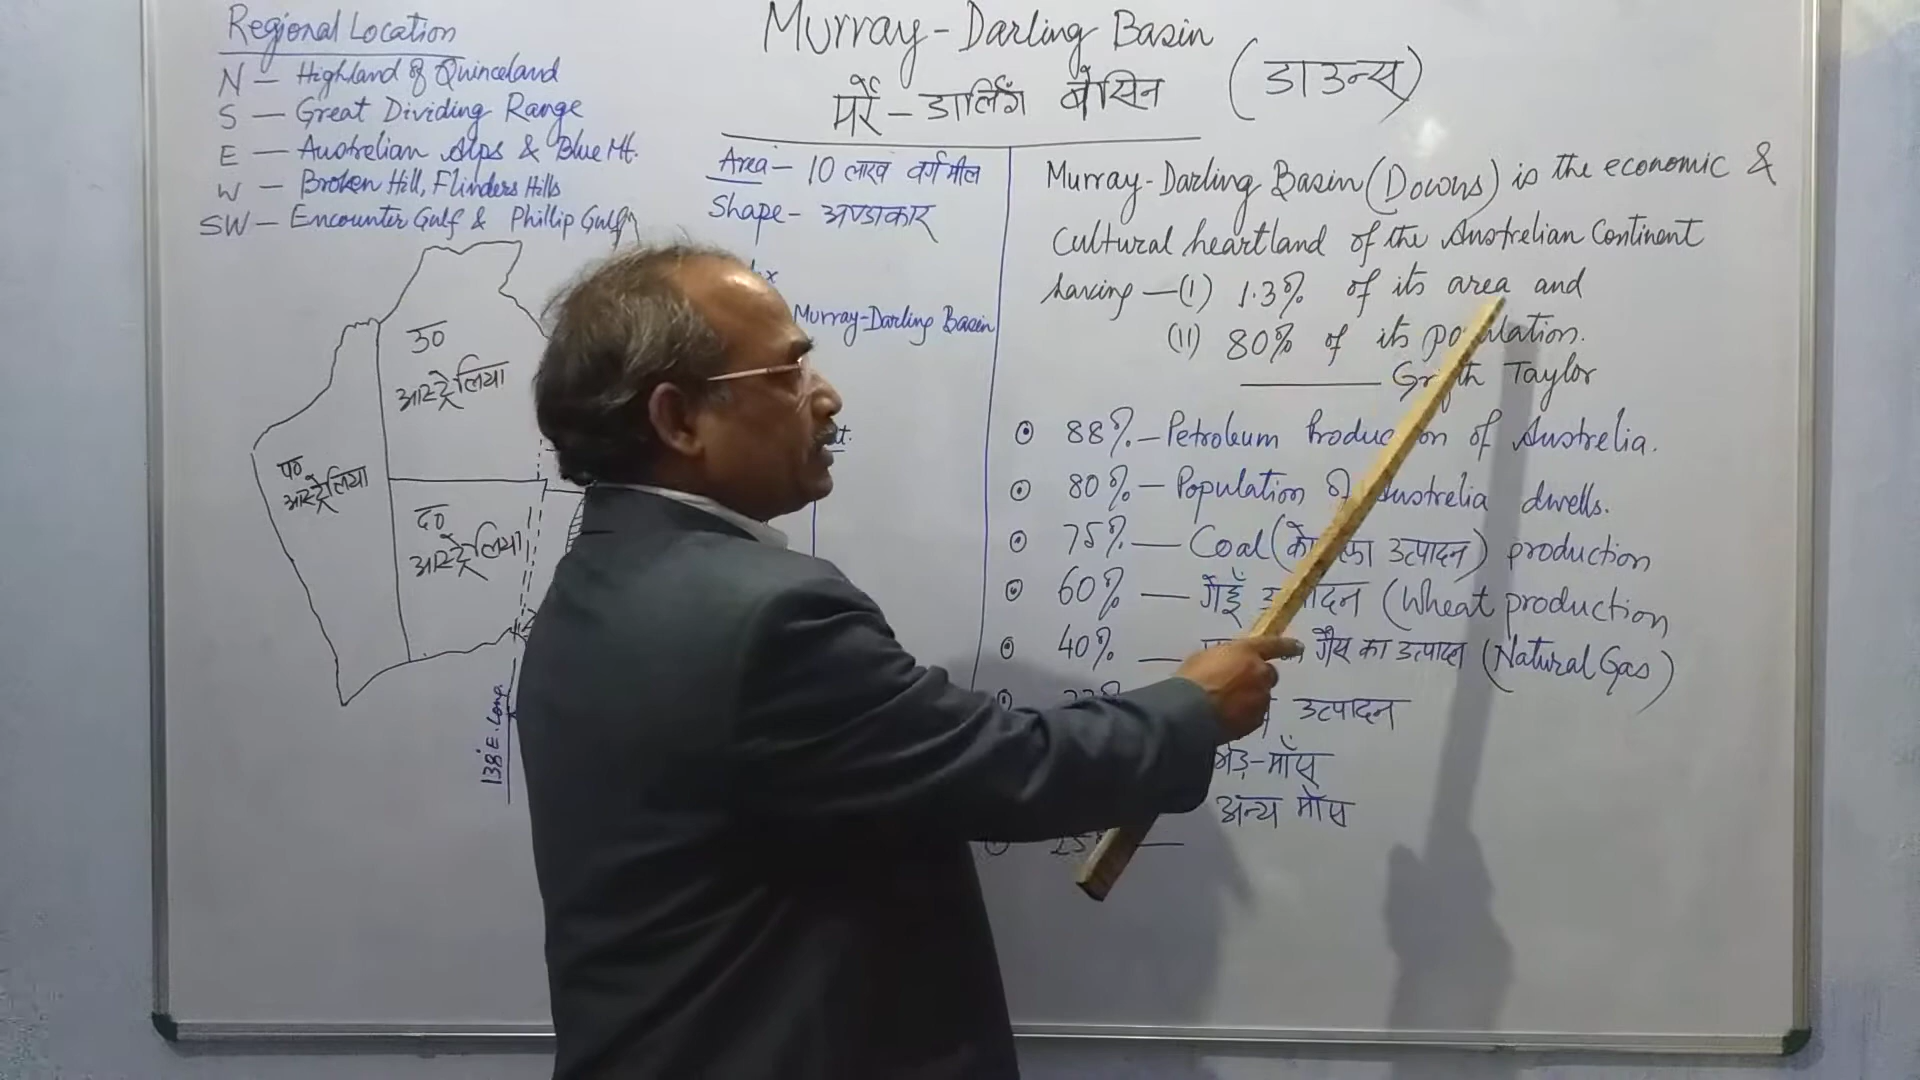 Regional Location
N — Highland of Quinceland
S — Great Dividing Range
E — Australian Alps & Blue Mt.
W — Broken Hill, Flinders Hills
SW — Encounter Gulf & Phillip Gulf
Murray-Darling Basin
मर्रे-डार्लिंग बेसिन (डाउन्स)
Area - 10 लाख वर्ग मील
Shape - अण्डाकार
Murray-Darling Basin
उ०
आस्ट्रेलिया
प०
आस्ट्रेलिया
द०
आस्ट्रेलिया
138°E. Long.
Murray-Darling Basin (Downs) is the economic &
Cultural heartland of the Australian Continent
having — (I) 1.3% of its area and
(II) 80% of its population.
Taylor
88% — Petroleum of Australia.
80% — Population of Australia dwells.
75% — Coal ( उत्पादन) production
60% — गेहूँ (Wheat production
40% — गैस का उत्पादन (Natural Gas)
उत्पादन
भेड़-माँस
अन्य माँस